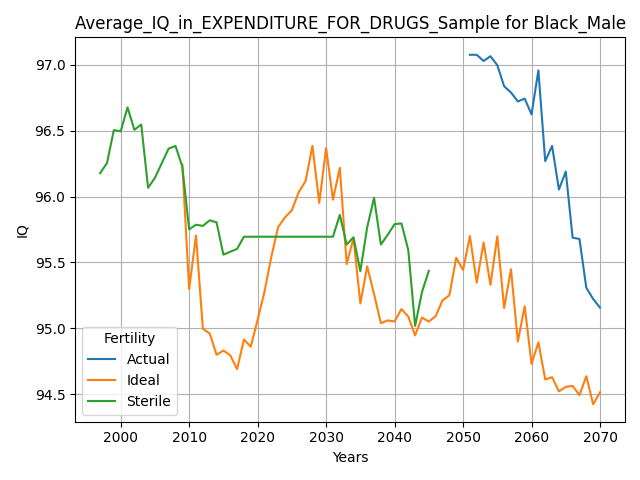 Average_IQ_in_EXPENDITURE_FOR_DRUGS_Sample for Black_Male
97.0
96.5
96.0
95.5
95.0
94.5
IQ
Fertility
Actual
Ideal
Sterile
2000 2010 2020 2030 2040 2050 2060 2070
Years